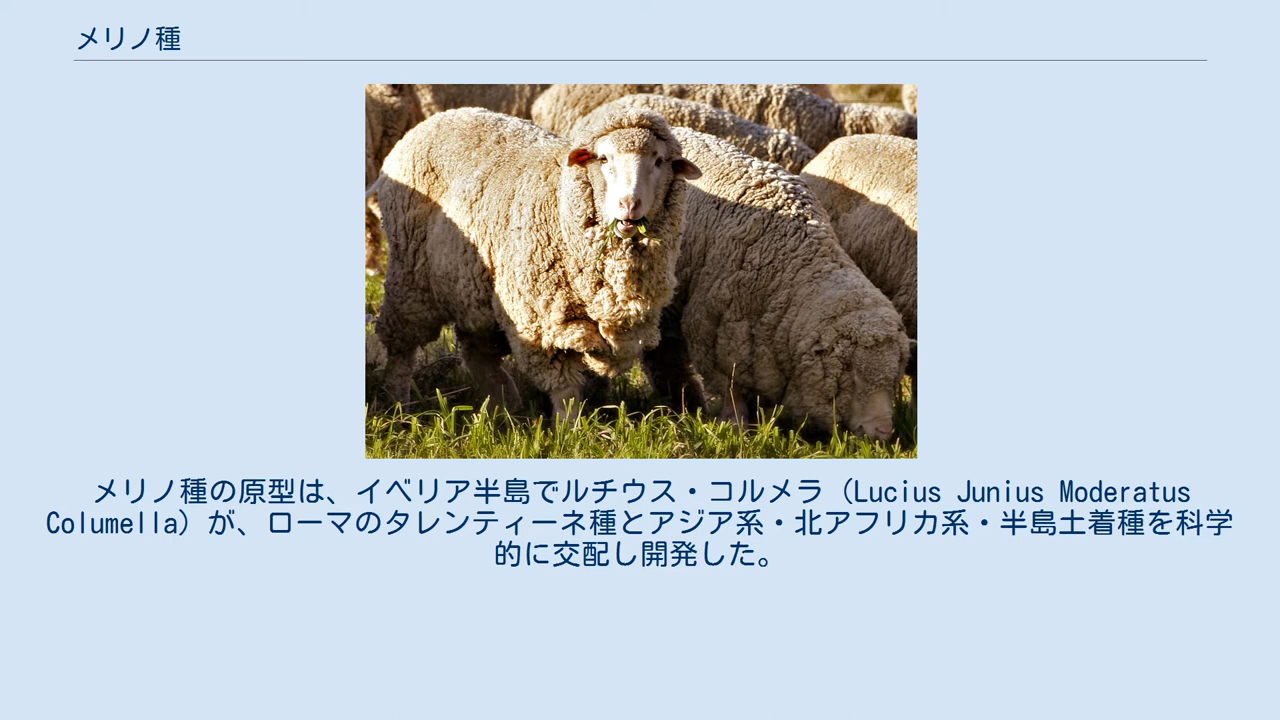 メリノ種
メリノ種の原型は、イベリア半島でルチウス・コルメラ（Lucius Junius Moderatus
Columella）が、ローマのタレンティーネ種とアジア系・北アフリカ系・半島土着種を科学
的に交配し開発した。